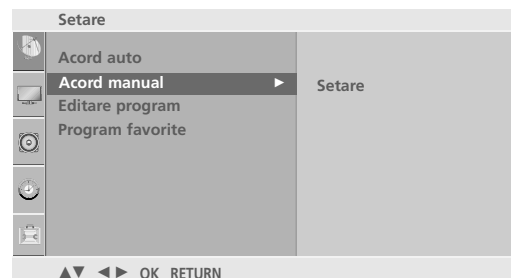 Setare
Acord auto
Acord manual ► Setare
Editare program
Program favorite
▲▼ ◄► OK RETURN